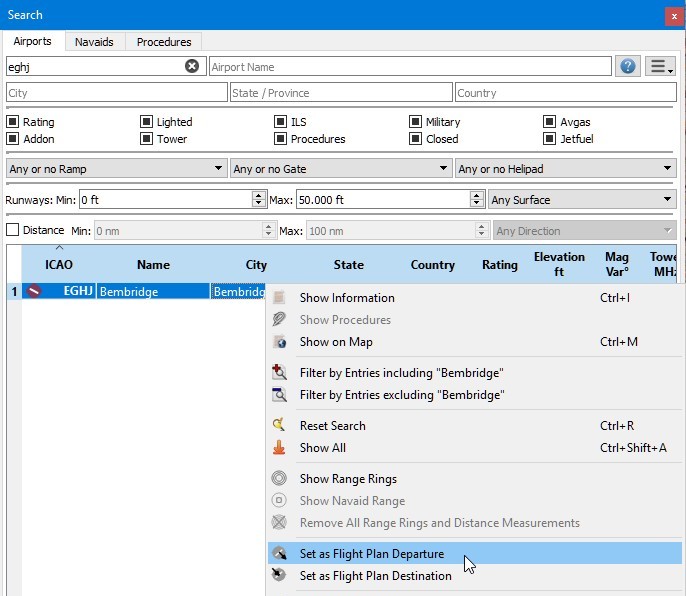 Search
x
Airports Navaids Procedures
eghj Airport Name
City State / Province Country
Rating Lighted ILS Military Avgas
Addon Tower Procedures Closed Jetfuel
Any or no Ramp Any or no Gate Any or no Helipad
Runways: Min: 0 ft Max: 50.000 ft Any Surface
Distance Min: 0 nm Max: 100 nm Any Direction
ICAO Name City State Country Rating Elevation ft Mag Var° Towe MHz
1 EGHJ Bembridge Bembridg
Show Information Ctrl+I
Show Procedures
Show on Map Ctrl+M
Filter by Entries including "Bembridge"
Filter by Entries excluding "Bembridge"
Reset Search Ctrl+R
Show All Ctrl+Shift+A
Show Range Rings
Show Navaid Range
Remove All Range Rings and Distance Measurements
Set as Flight Plan Departure
Set as Flight Plan Destination